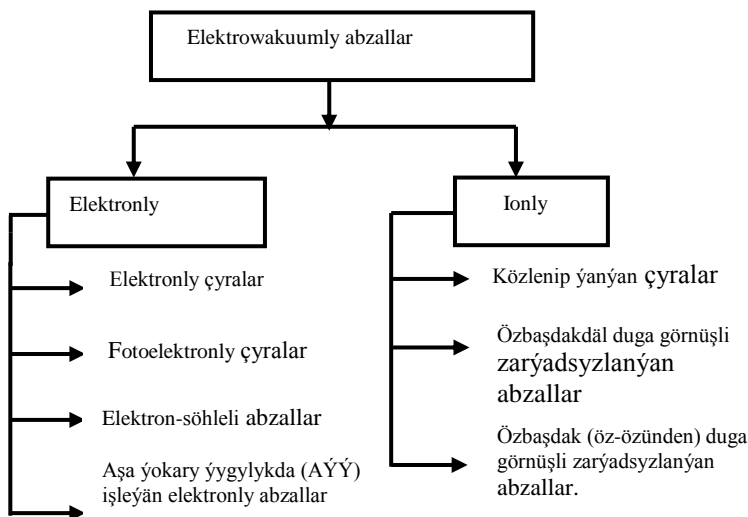 Elektrowakuumly abzallar
Elektronly
Elektronly çyralar
Fotoelektronly çyralar
Elektron-söhleli abzallar
Aşa ýokary ýygylykda (AÝÝ)
işleýän elektronly abzallar
Ionly
Közlenip ýanýan çyralar
Özbaşdakdäl duga görnüşli
zarýadsyzlanýan
abzallar
Özbaşdak (öz-özünden) duga
görnüşli zarýadsyzlanýan
abzallar.